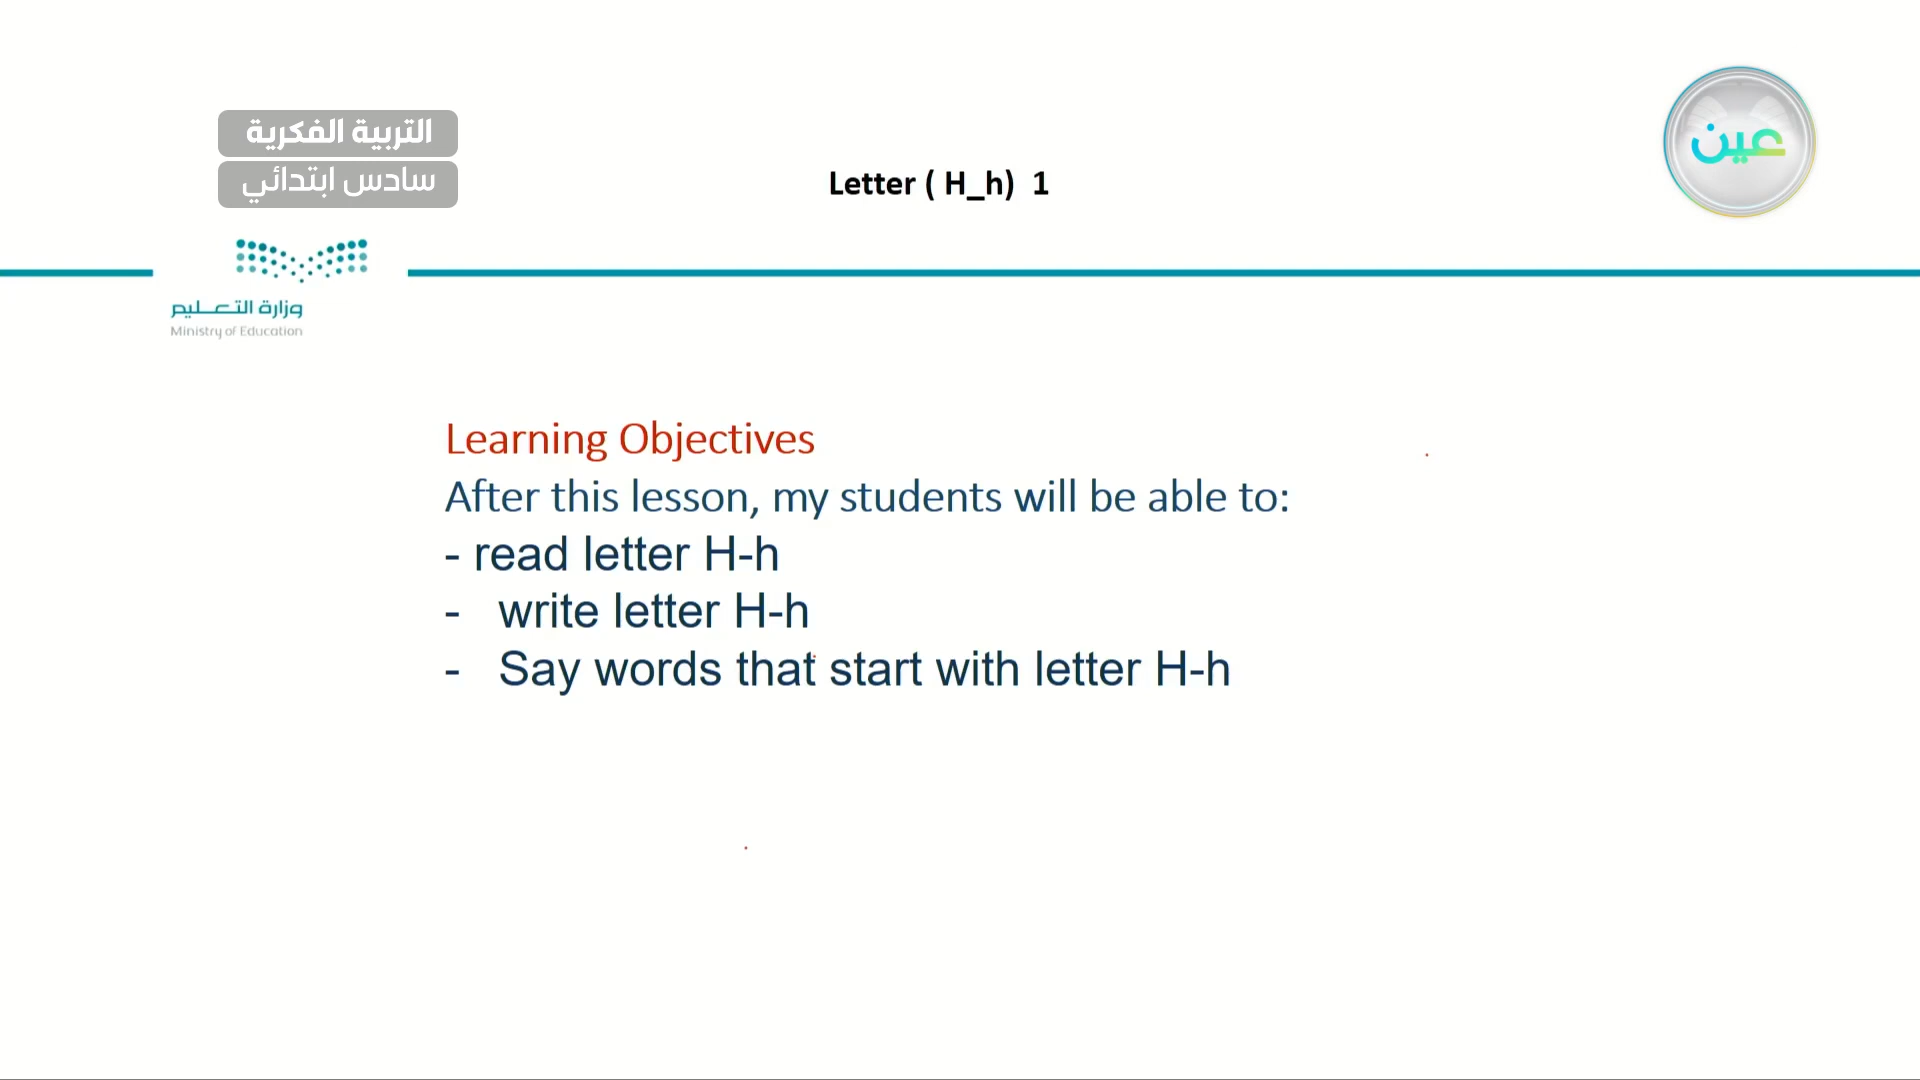 التربية الفكرية
سادس ابتدائي
عين
Letter ( H_h)  1
وزارة التعليم
Ministry of Education
Learning Objectives
After this lesson, my students will be able to:
- read letter H-h
-   write letter H-h
-   Say words that start with letter H-h